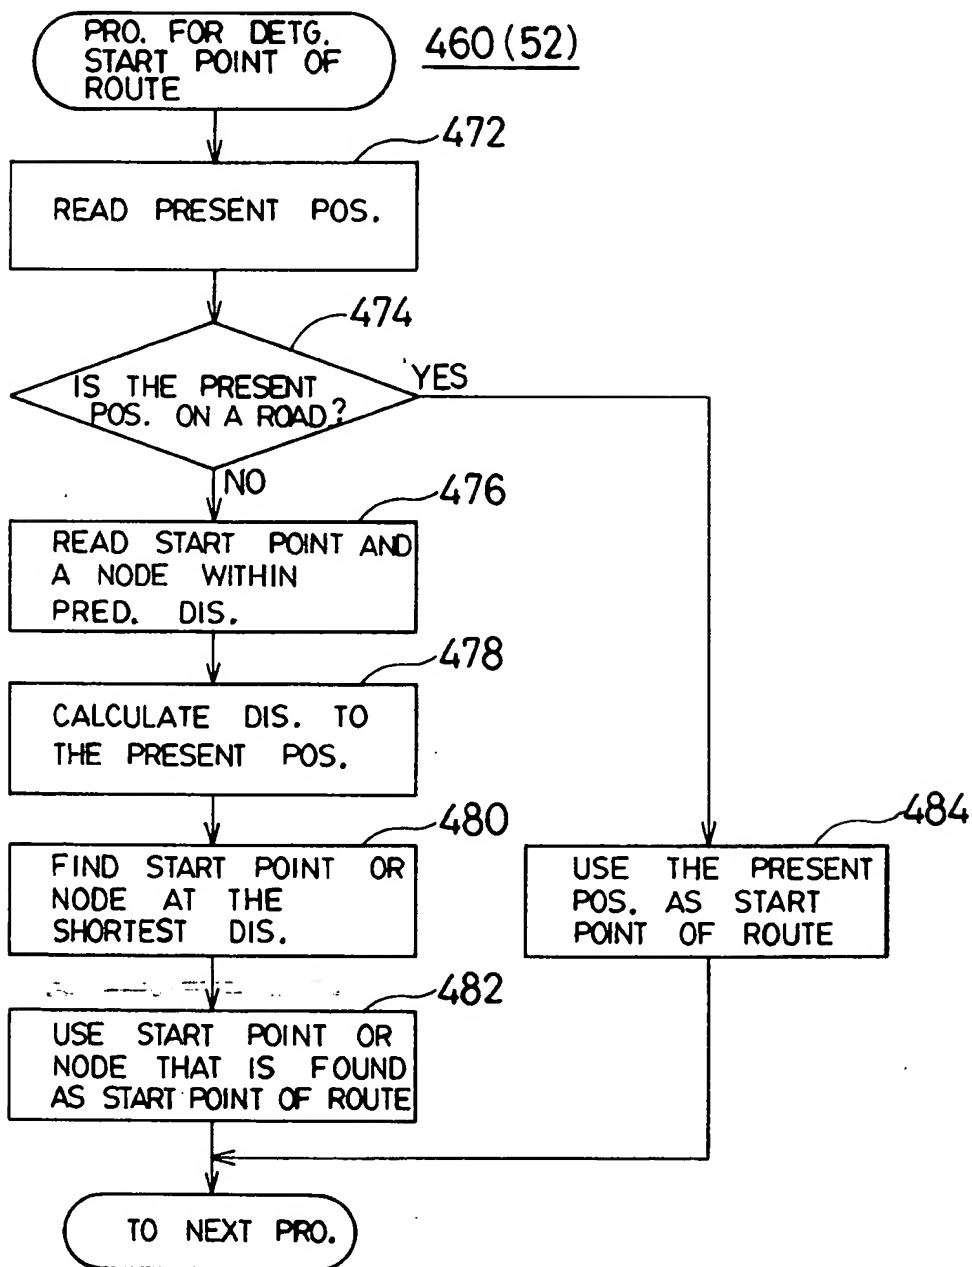 PRO. FOR DETG.
START POINT OF
ROUTE
460(52)
472
READ PRESENT POS.
474
IS THE PRESENT
POS. ON A ROAD?
YES
NO
476
READ START POINT AND
A NODE WITHIN
PRED. DIS.
478
CALCULATE DIS. TO
THE PRESENT POS.
480
FIND START POINT OR
NODE AT THE
SHORTEST DIS.
484
USE THE PRESENT
POS. AS START
POINT OF ROUTE
482
USE START POINT OR
NODE THAT IS FOUND
AS START POINT OF ROUTE
TO NEXT PRO.